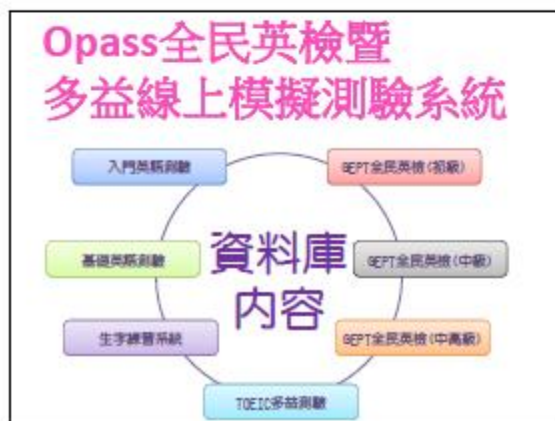 Opass全民英檢暨
多益線上模擬測驗系統
入門英語測驗
GEPT全民英檢(初級)
基礎英語測驗
資料庫
內容
GEPT全民英檢(中級)
生字練習系統
GEPT全民英檢(中高級)
TOEIC多益測驗